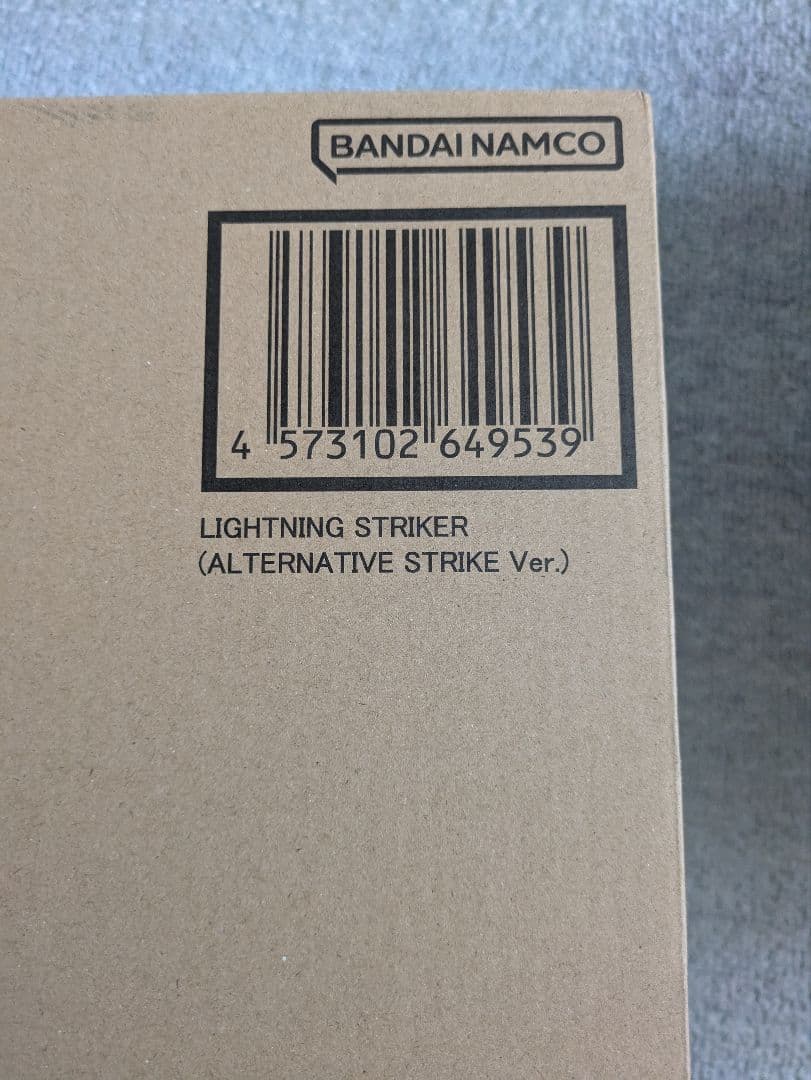 BANDAI NAMCO
4 573102 649539
LIGHTNING STRIKER
(ALTERNATIVE STRIKE Ver.)